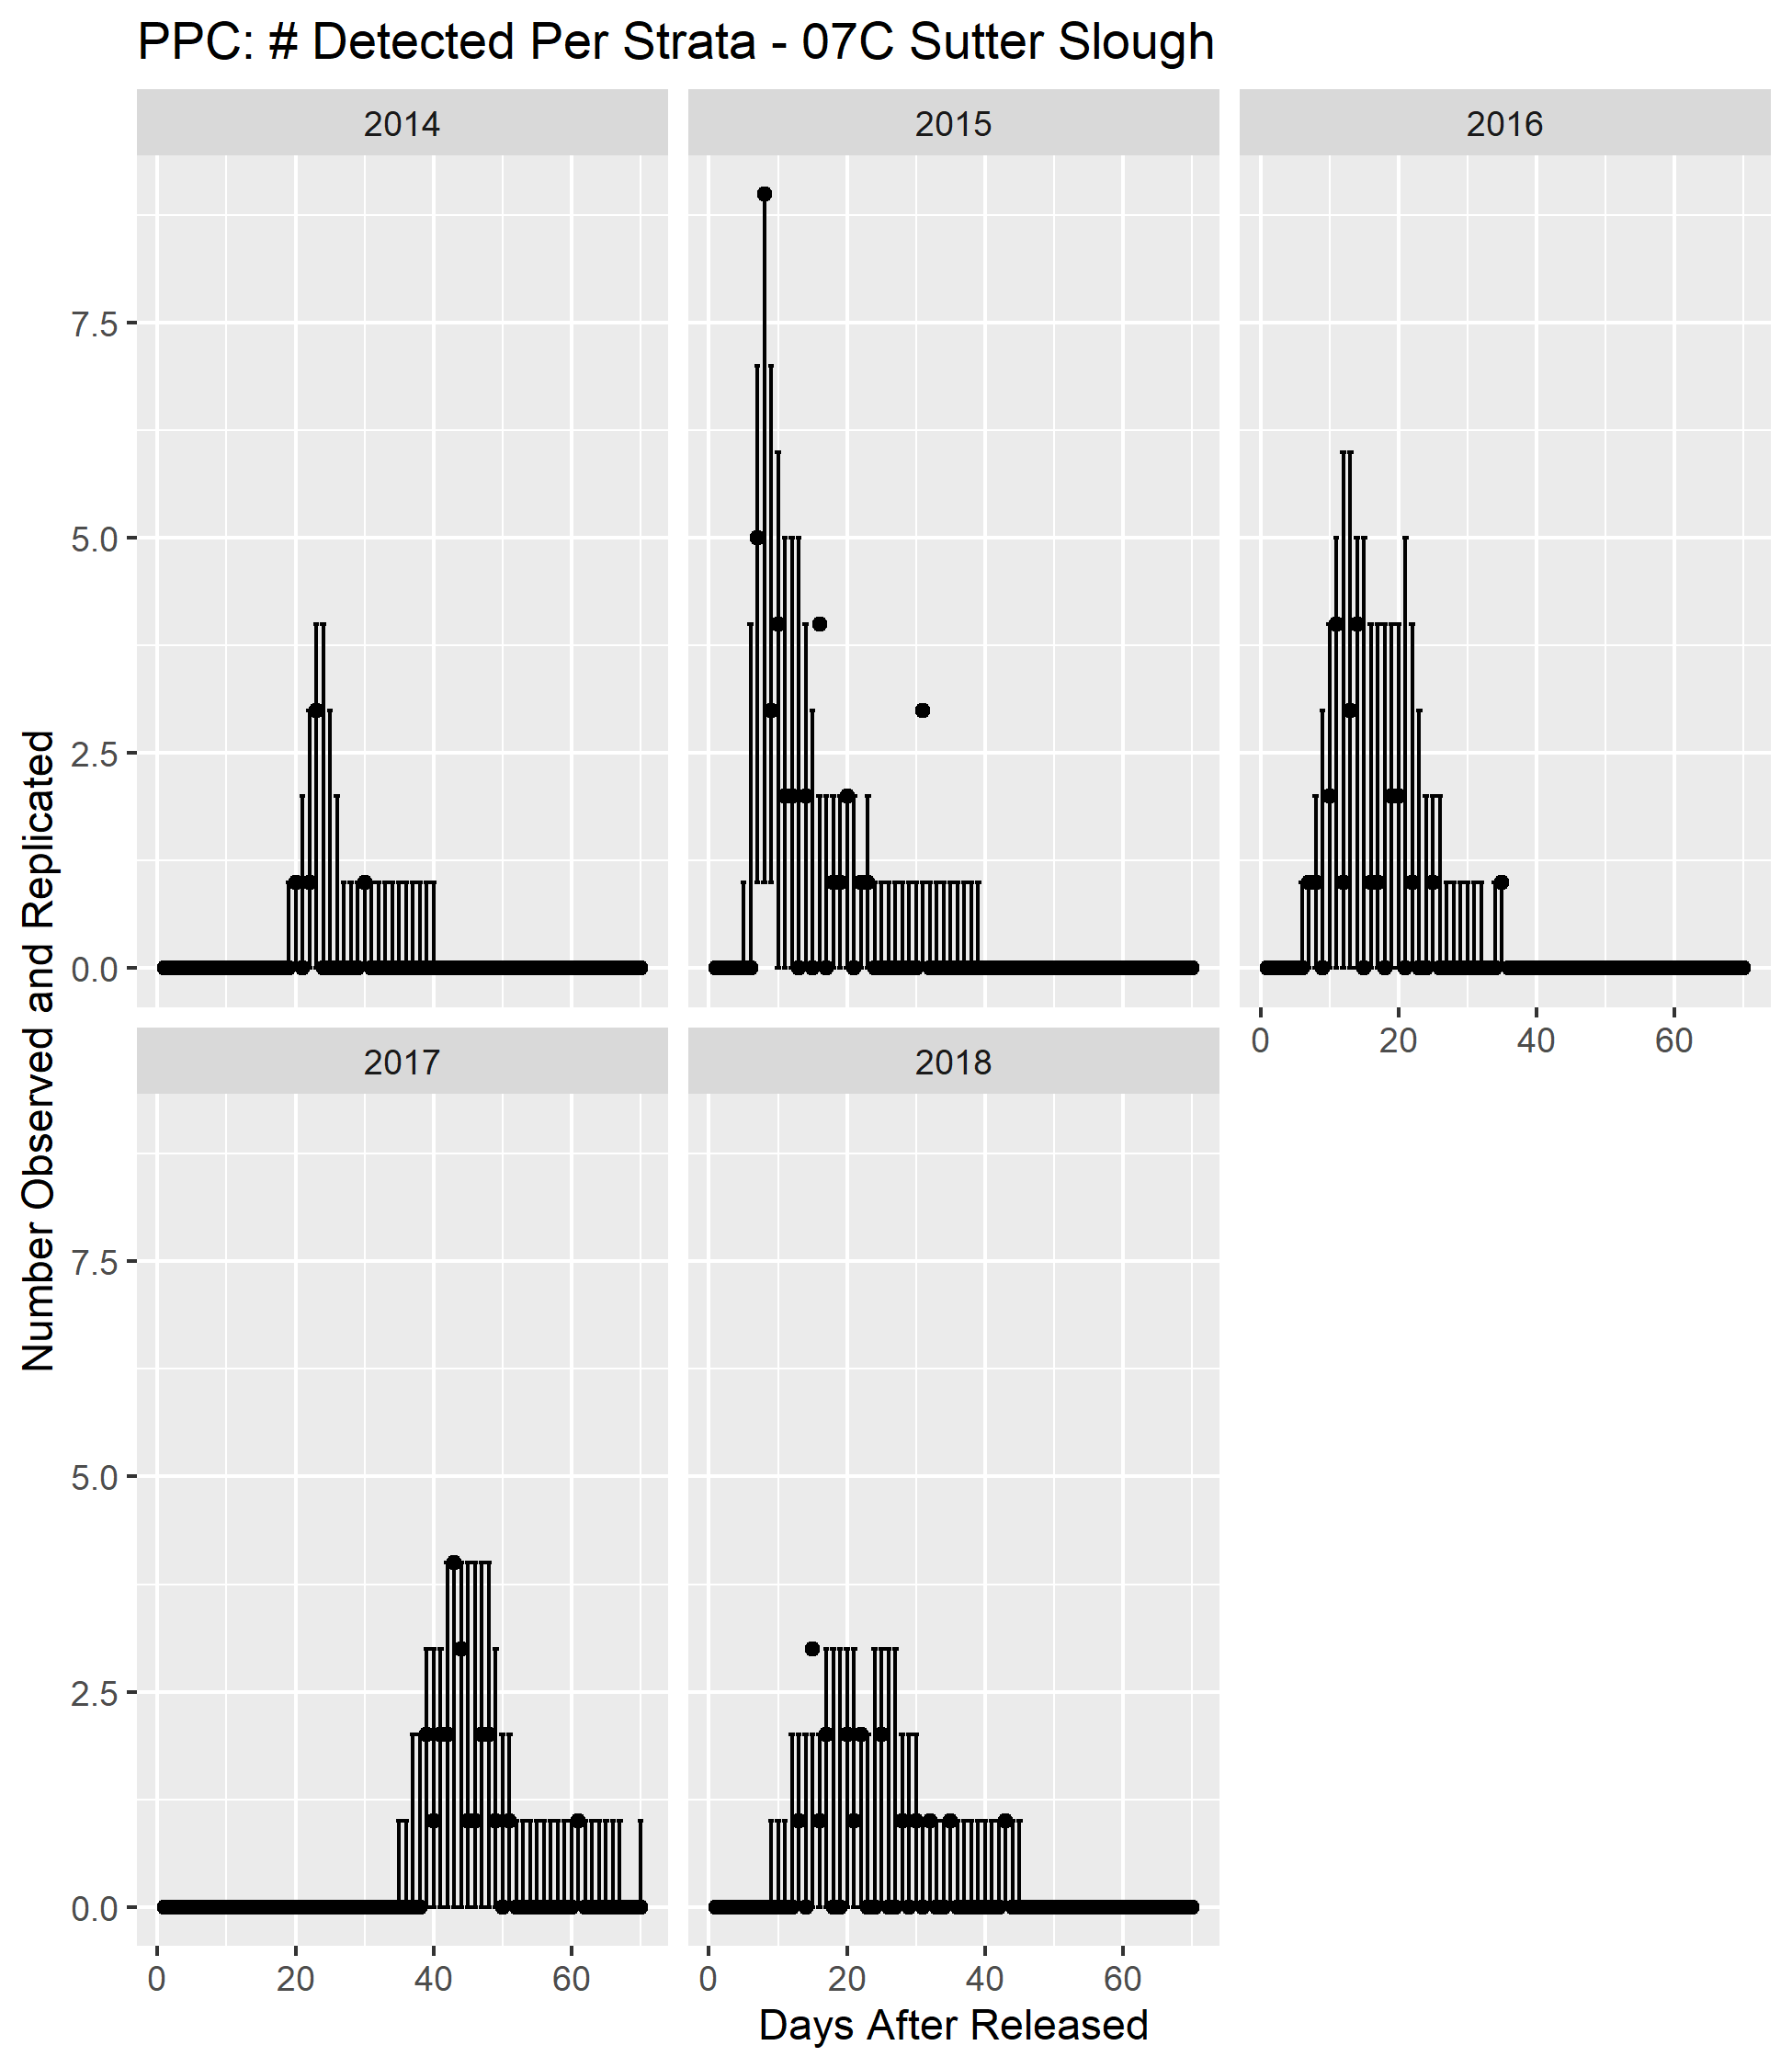 PPC: # Detected Per Strata - 07C Sutter Slough
2014 2015 2016
7.5
5.0
2.5
0.0
0 20 40 60
2017 2018
7.5
5.0
2.5
0.0
0 20 40 60 0 20 40 60
Days After Released
Number Observed and Replicated